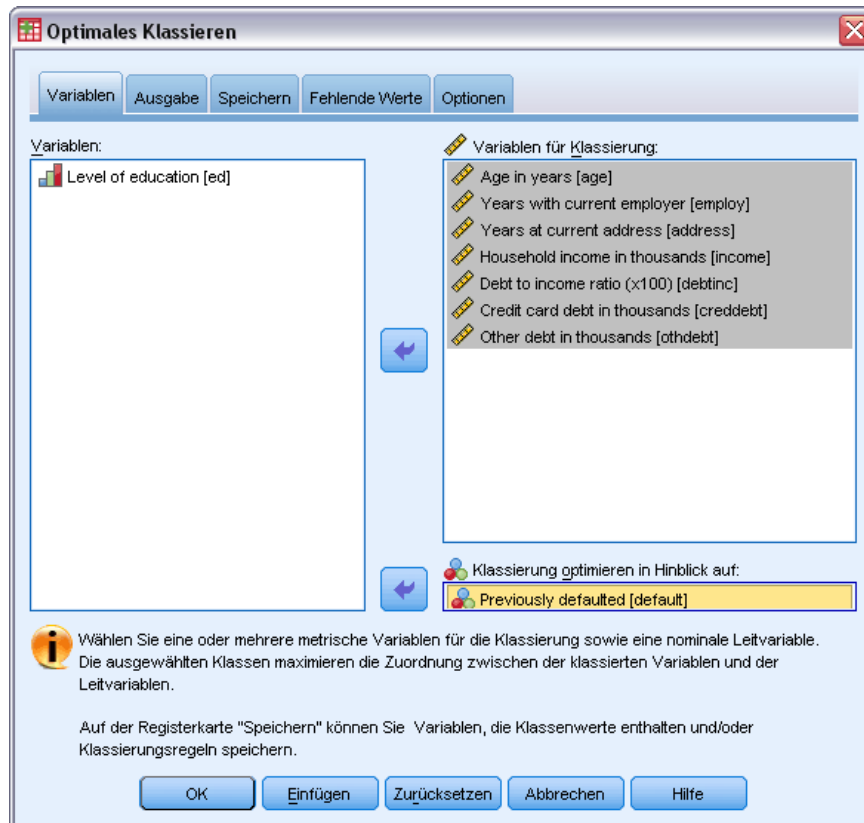 Optimales Klassieren
Variablen Ausgabe Speichern Fehlende Werte Optionen
Variablen:
Level of education [ed]
Variablen für Klassierung:
Age in years [age]
Years with current employer [employ]
Years at current address [address]
Household income in thousands [income]
Debt to income ratio (x100) [debtinc]
Credit card debt in thousands [creddebt]
Other debt in thousands [othdebt]
Klassierung optimieren in Hinblick auf:
Previously defaulted [default]
Wählen Sie eine oder mehrere metrische Variablen für die Klassierung sowie eine nominale Leitvariable.
Die ausgewählten Klassen maximieren die Zuordnung zwischen der klassierten Variablen und der
Leitvariablen.
Auf der Registerkarte "Speichern" können Sie Variablen, die Klassenwerte enthalten und/oder
Klassierungsregeln speichern.
OK Einfügen Zurücksetzen Abbrechen Hilfe